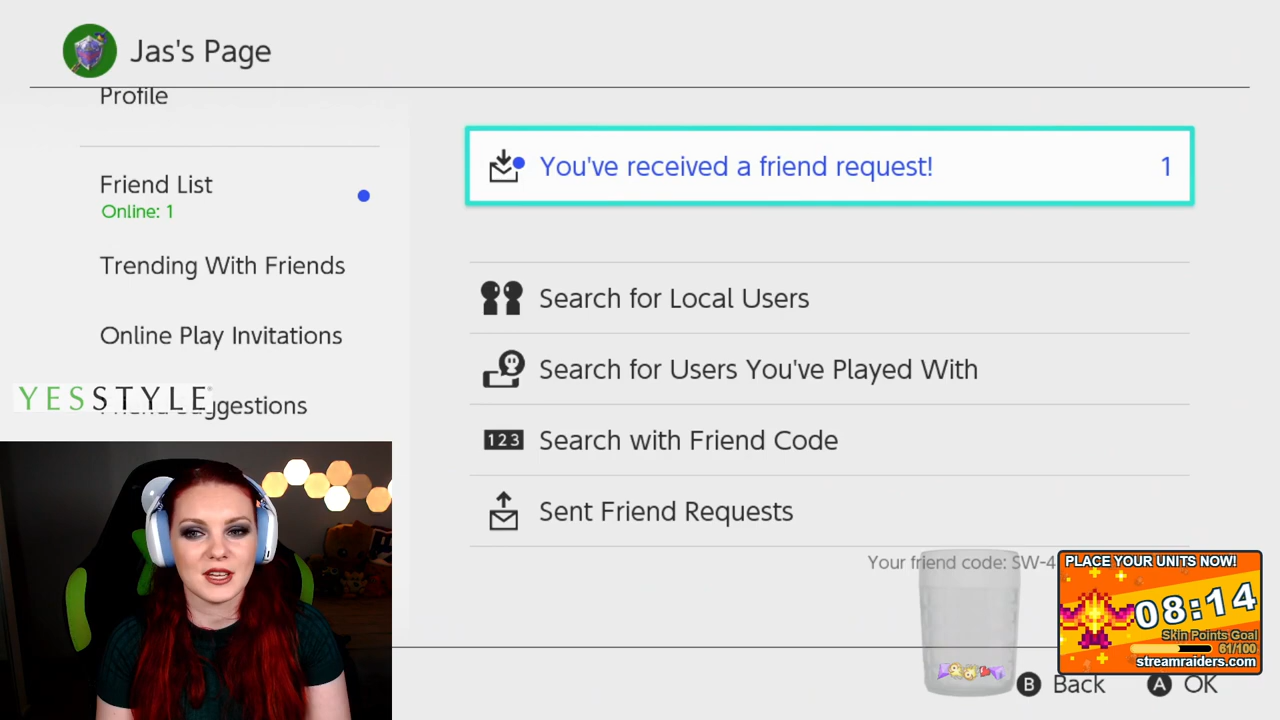 Jas's Page
Profile
Friend List
Online: 1
Trending With Friends
Online Play Invitations
YESSTYLE
You've received a friend request! 1
Search for Local Users
Search for Users You've Played With
123 Search with Friend Code
Sent Friend Requests
Your friend code: SW-4
PLACE YOUR UNITS NOW!
08:14
Skin Points Goal
61/100
streamraiders.com
B Back
A OK